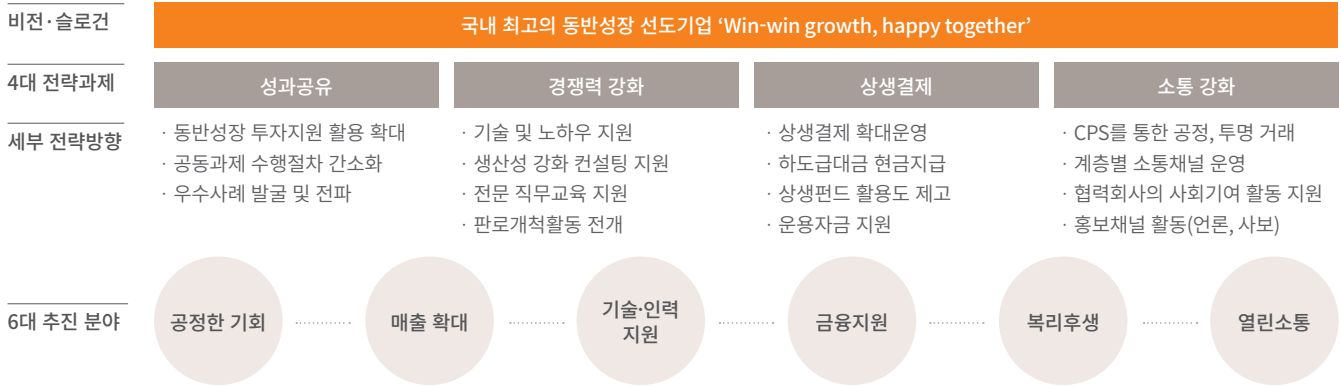 비전·슬로건
국내 최고의 동반성장 선도기업 ‘Win-win growth, happy together’
4대 전략과제
성과공유
경쟁력 강화
상생결제
소통 강화
세부 전략방향
· 동반성장 투자지원 활용 확대
· 공동과제 수행절차 간소화
· 우수사례 발굴 및 전파
· 기술 및 노하우 지원
· 생산성 강화 컨설팅 지원
· 전문 직무교육 지원
· 판로개척활동 전개
· 상생결제 확대운영
· 하도급대금 현금지급
· 상생펀드 활용도 제고
· 운용자금 지원
· CPS를 통한 공정, 투명 거래
· 계층별 소통채널 운영
· 협력회사의 사회기여 활동 지원
· 홍보채널 활동(언론, 사보)
6대 추진 분야
공정한 기회
매출 확대
기술·인력
지원
금융지원
복리후생
열린소통